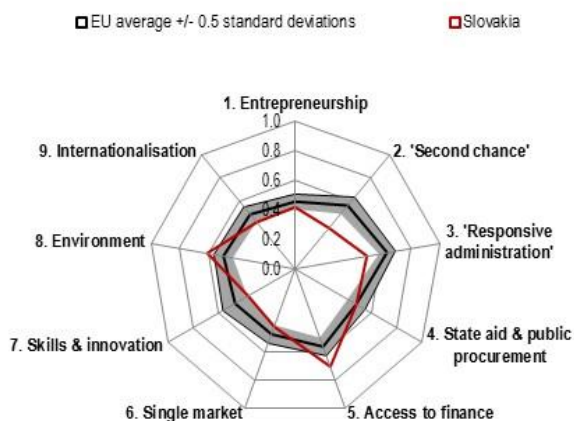 EU average +/- 0.5 standard deviations
Slovakia
1. Entrepreneurship
1.0
0.8
0.6
0.4
0.2
0.0
2. 'Second chance'
3. 'Responsive
administration'
4. State aid & public
procurement
5. Access to finance
6. Single market
7. Skills & innovation
8. Environment
9. Internationalisation